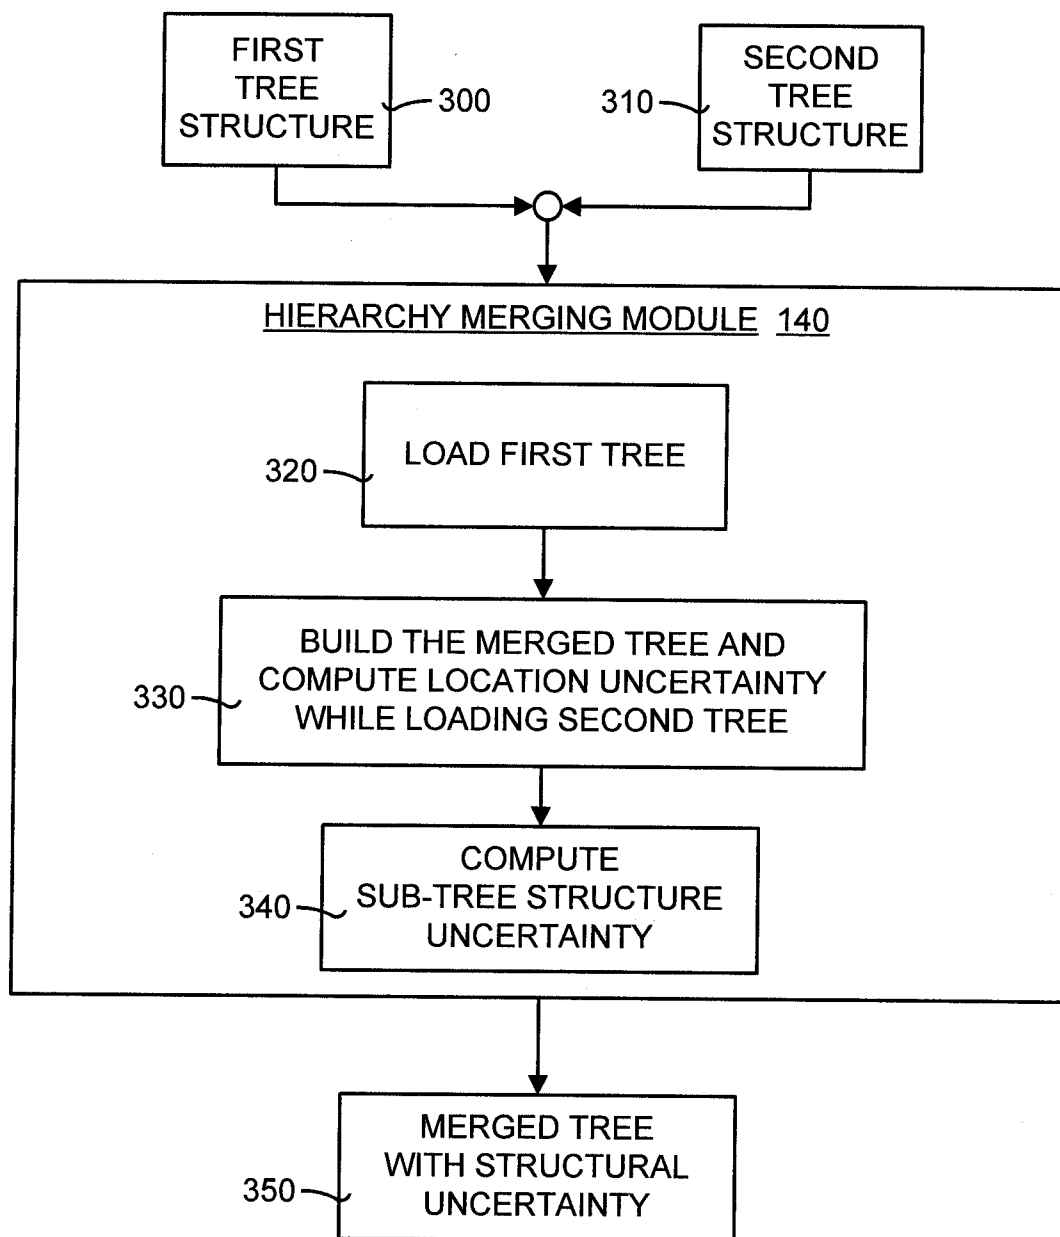 FIRST
TREE
STRUCTURE
300
310
SECOND
TREE
STRUCTURE
HIERARCHY MERGING MODULE 140
LOAD FIRST TREE
320
BUILD THE MERGED TREE AND
COMPUTE LOCATION UNCERTAINTY
WHILE LOADING SECOND TREE
330
COMPUTE
SUB-TREE STRUCTURE
UNCERTAINTY
340
MERGED TREE
WITH STRUCTURAL
UNCERTAINTY
350